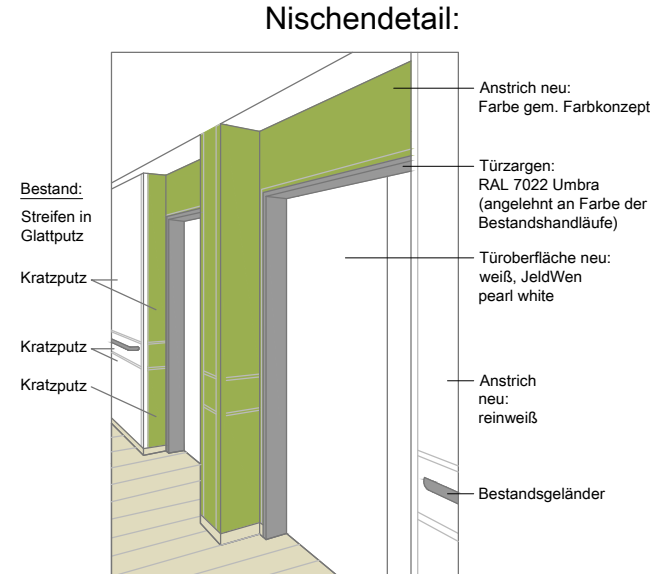 Nischendetail:
Bestand:
Streifen in
Glattputz
Kratzputz
Kratzputz
Kratzputz
Anstrich neu:
Farbe gem. Farbkonzept
Türzargen:
RAL 7022 Umbra
(angelehnt an Farbe der
Bestandshandläufe)
Türoberfläche neu:
weiß, JeldWen
pearl white
Anstrich
neu:
reinweiß
Bestandsgeländer